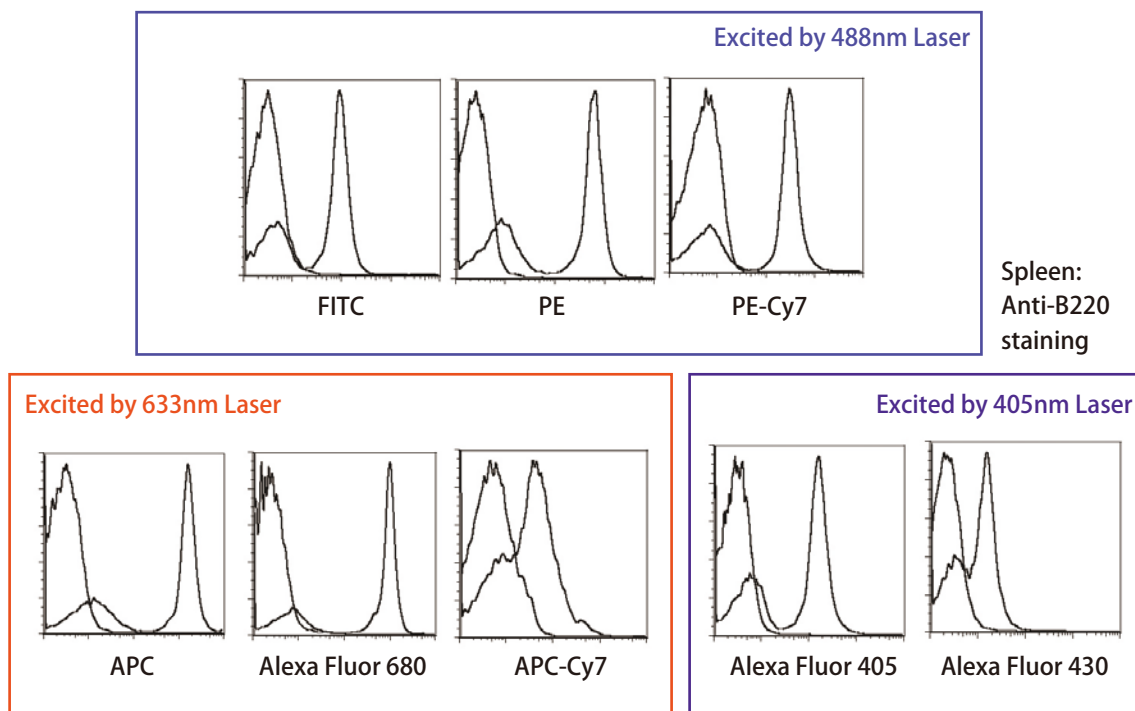 Excited by 488nm Laser
FITC
PE
PE-Cy7
Spleen:
Anti-B220
staining
Excited by 633nm Laser
APC
Alexa Fluor 680
APC-Cy7
Excited by 405nm Laser
Alexa Fluor 405
Alexa Fluor 430